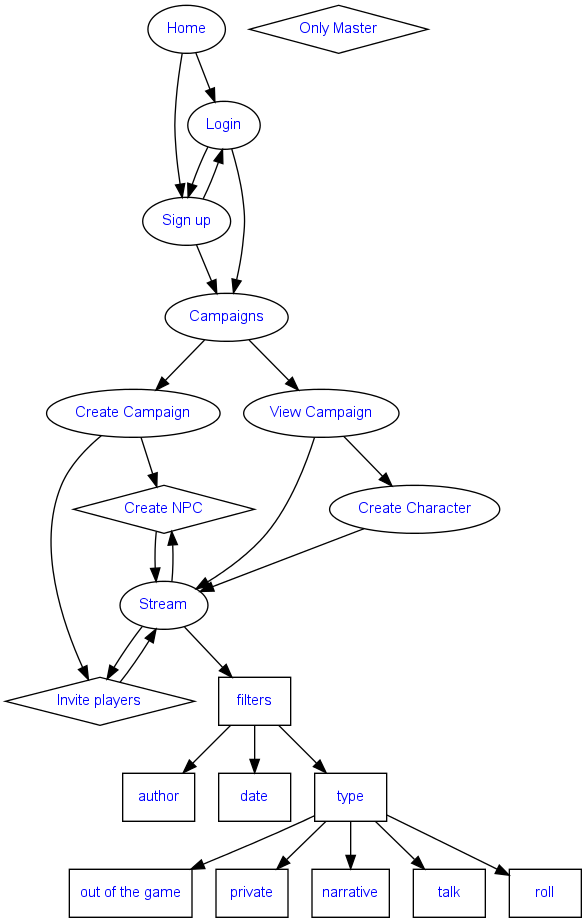 Home
Only Master
Login
Sign up
Campaigns
Create Campaign
View Campaign
Create NPC
Create Character
Stream
Invite players
filters
author
date
type
out of the game
private
narrative
talk
roll